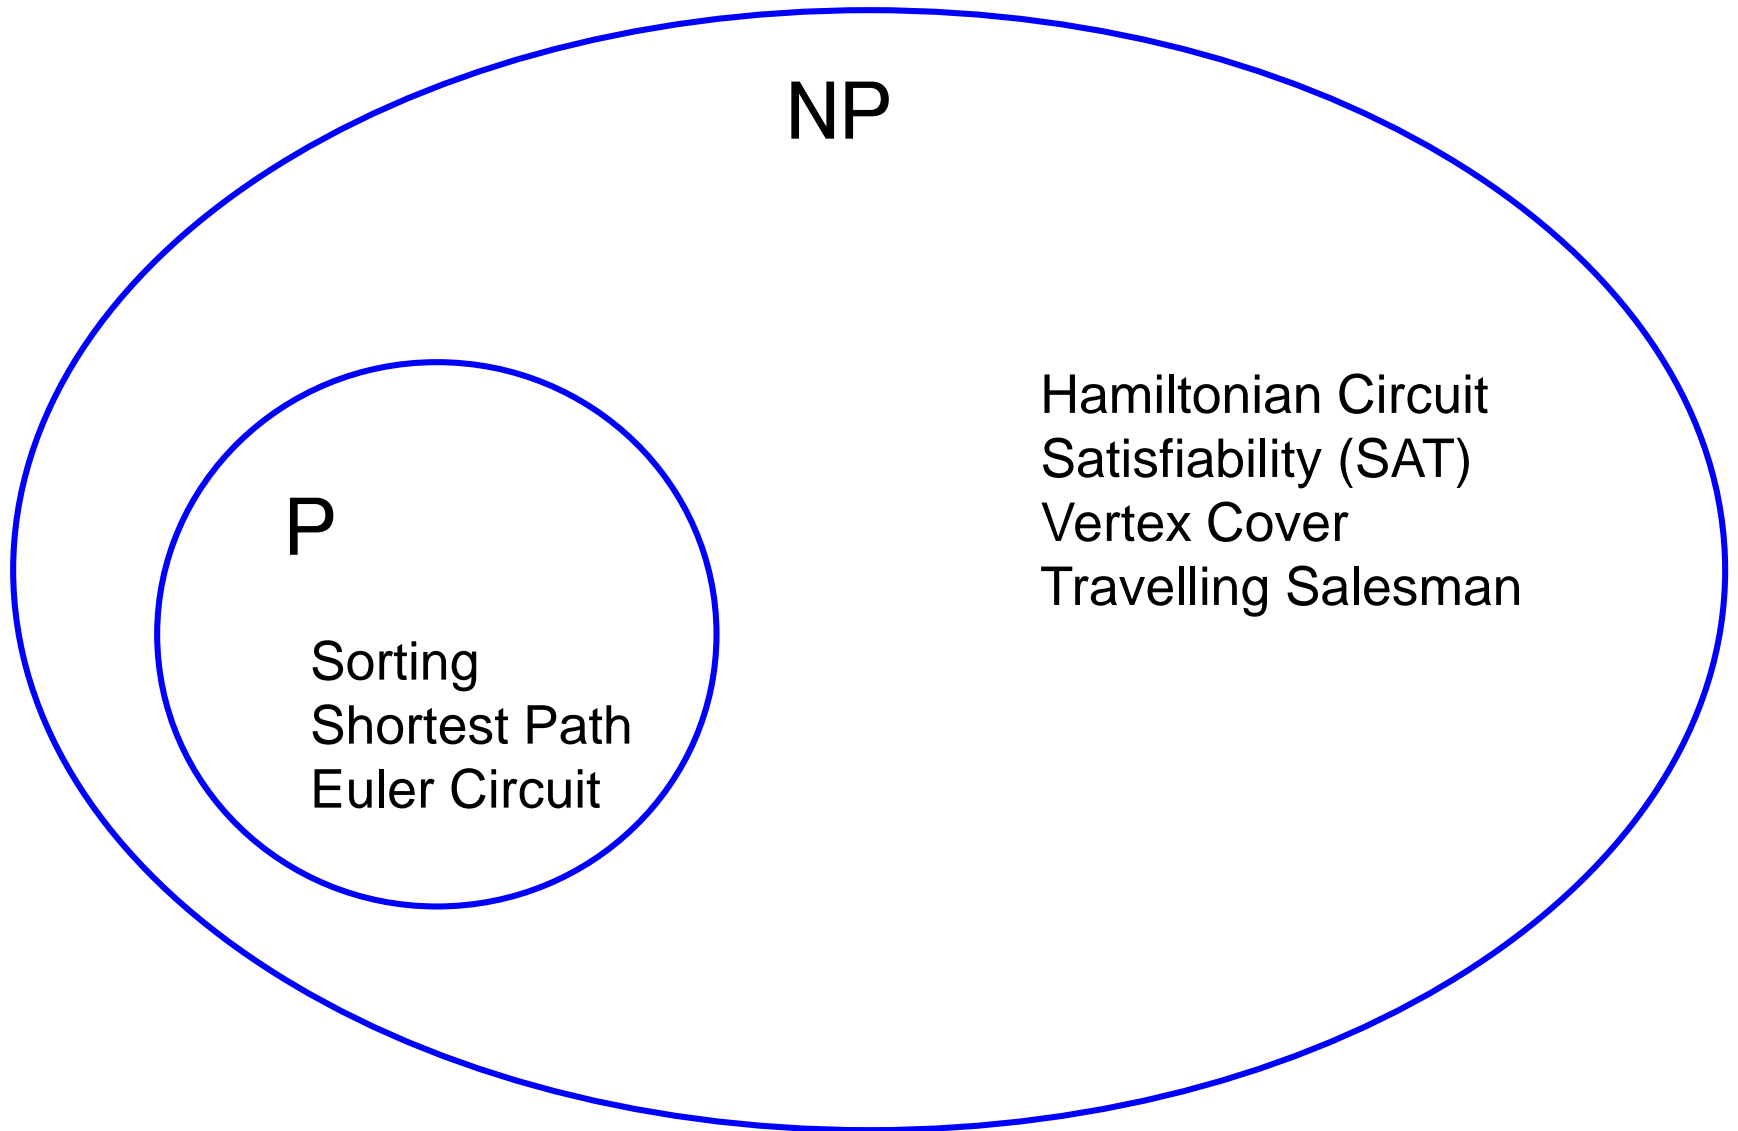 NP
P
Sorting
Shortest Path
Euler Circuit
Hamiltonian Circuit
Satisfiability (SAT)
Vertex Cover
Travelling Salesman